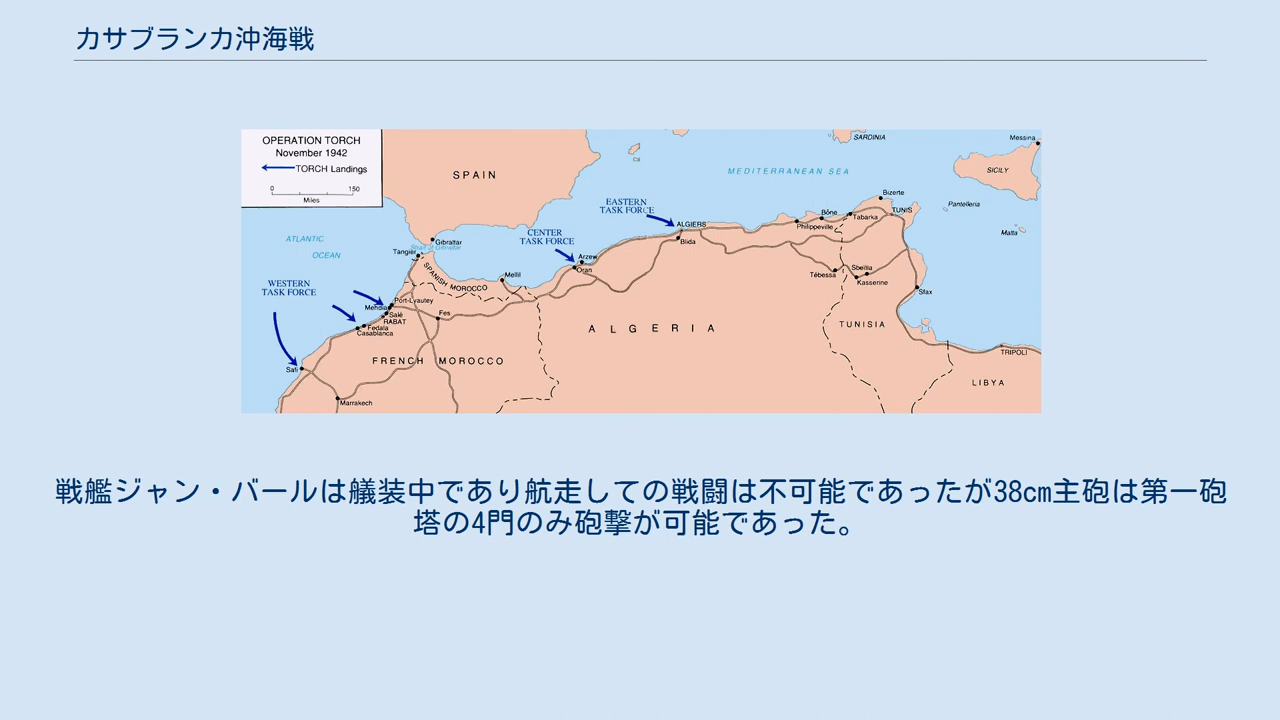 カサブランカ沖海戦
OPERATION TORCH
November 1942
TORCH Landings
0 150
Miles
SPAIN
MEDITERRANEAN SEA
SARDINIA
Messina
SICILY
Pantelleria
Malta
Bizerte
TUNIS
Bône
Tabarka
Philippeville
EASTERN
TASK FORCE
ALGIERS
Blida
CENTER
TASK FORCE
Arzew
Oran
ATLANTIC
OCEAN
Gibraltar
Strait of Gibraltar
Tangier
SPANISH MOROCCO
Mellil
WESTERN
TASK FORCE
Port-Lyautey
Mehdia
Salé
RABAT
Fedala
Casablanca
Fes
Safi
Marrakech
FRENCH MOROCCO
ALGERIA
Tébessa
Sbeitla
Kasserine
Sfax
TUNISIA
TRIPOLI
LIBYA
戦艦ジャン・バールは艤装中であり航走しての戦闘は不可能であったが38cm主砲は第一砲
塔の4門のみ砲撃が可能であった。